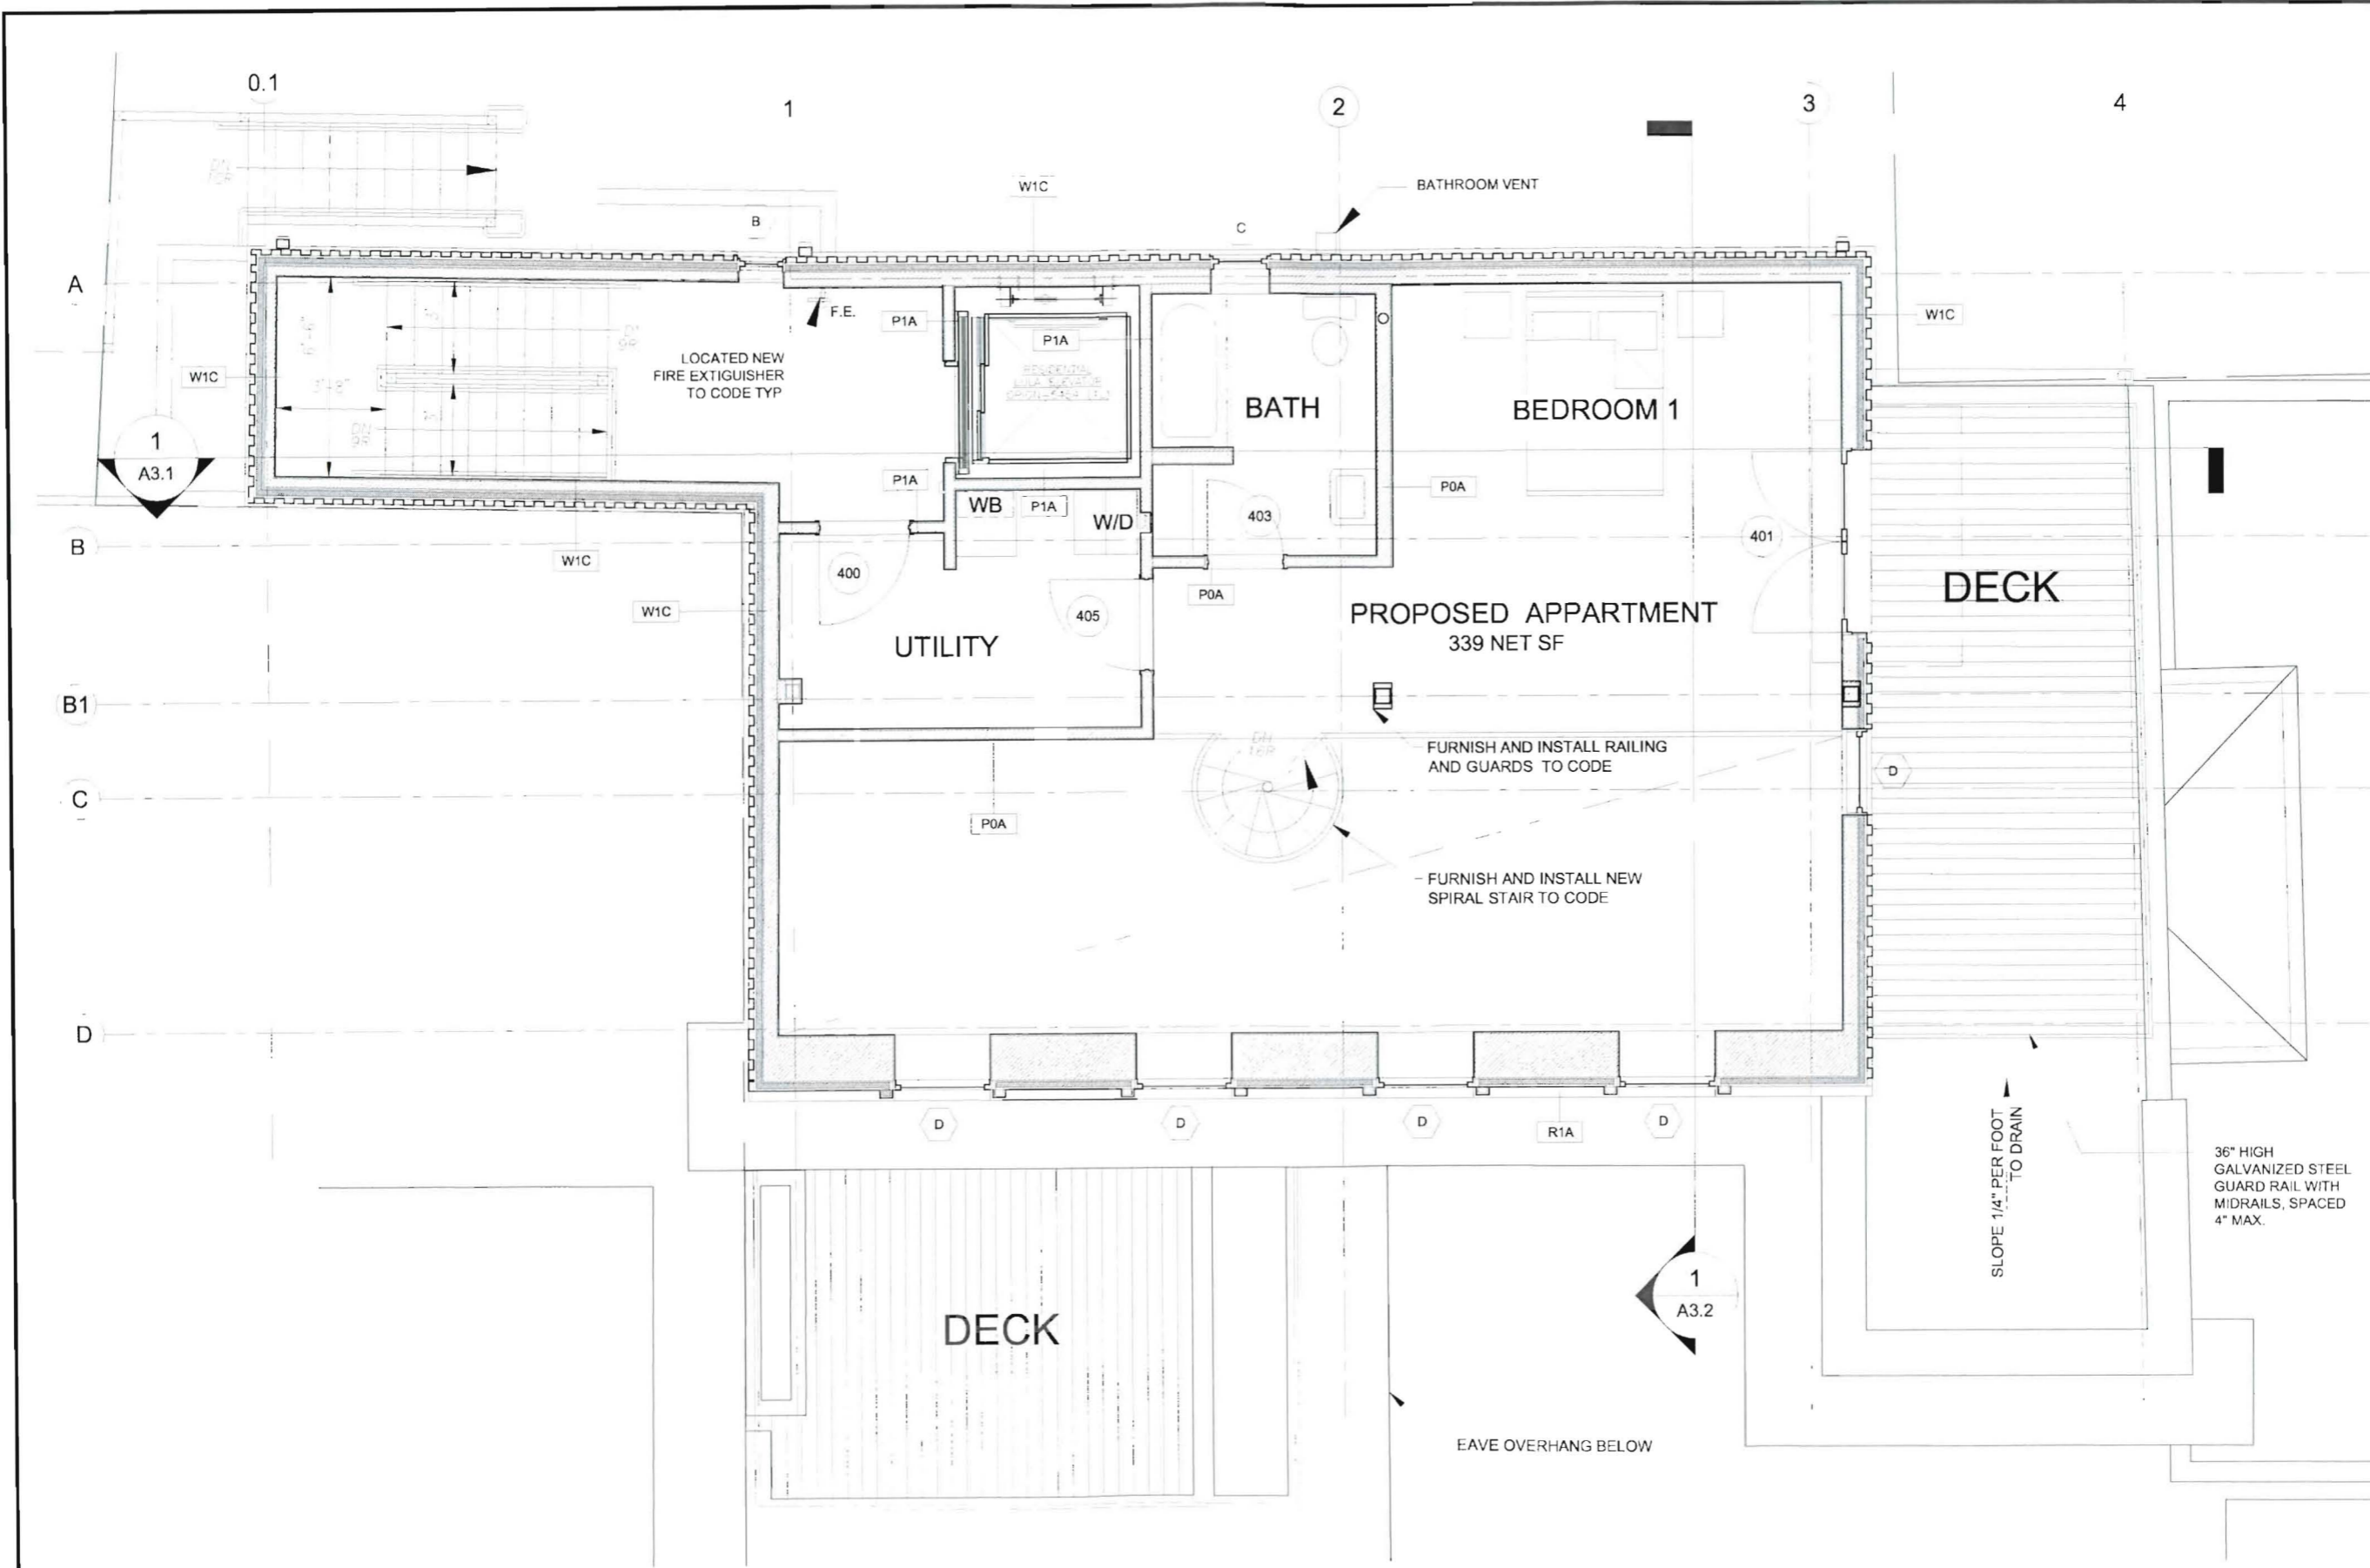 0.1
1
2
3
4
W1C
BATHROOM VENT
B
C
A
F.E.
P1A
P1A
W1C
LOCATED NEW
FIRE EXTIGUISHER
TO CODE TYP
W1C
BATH
BEDROOM 1
1
A3.1
P1A
P0A
WB
P1A
W/D
403
401
B
W1C
400
DECK
P0A
W1C
405
PROPOSED APPARTMENT
339 NET SF
UTILITY
B1
DN
16R
FURNISH AND INSTALL RAILING
AND GUARDS TO CODE
D
C
P0A
FURNISH AND INSTALL NEW
SPIRAL STAIR TO CODE
D
D
D
D
R1A
D
SLOPE 1/4" PER FOOT
TO DRAIN
36" HIGH
GALVANIZED STEEL
GUARD RAIL WITH
MIDRAILS, SPACED
4" MAX.
1
A3.2
DECK
EAVE OVERHANG BELOW